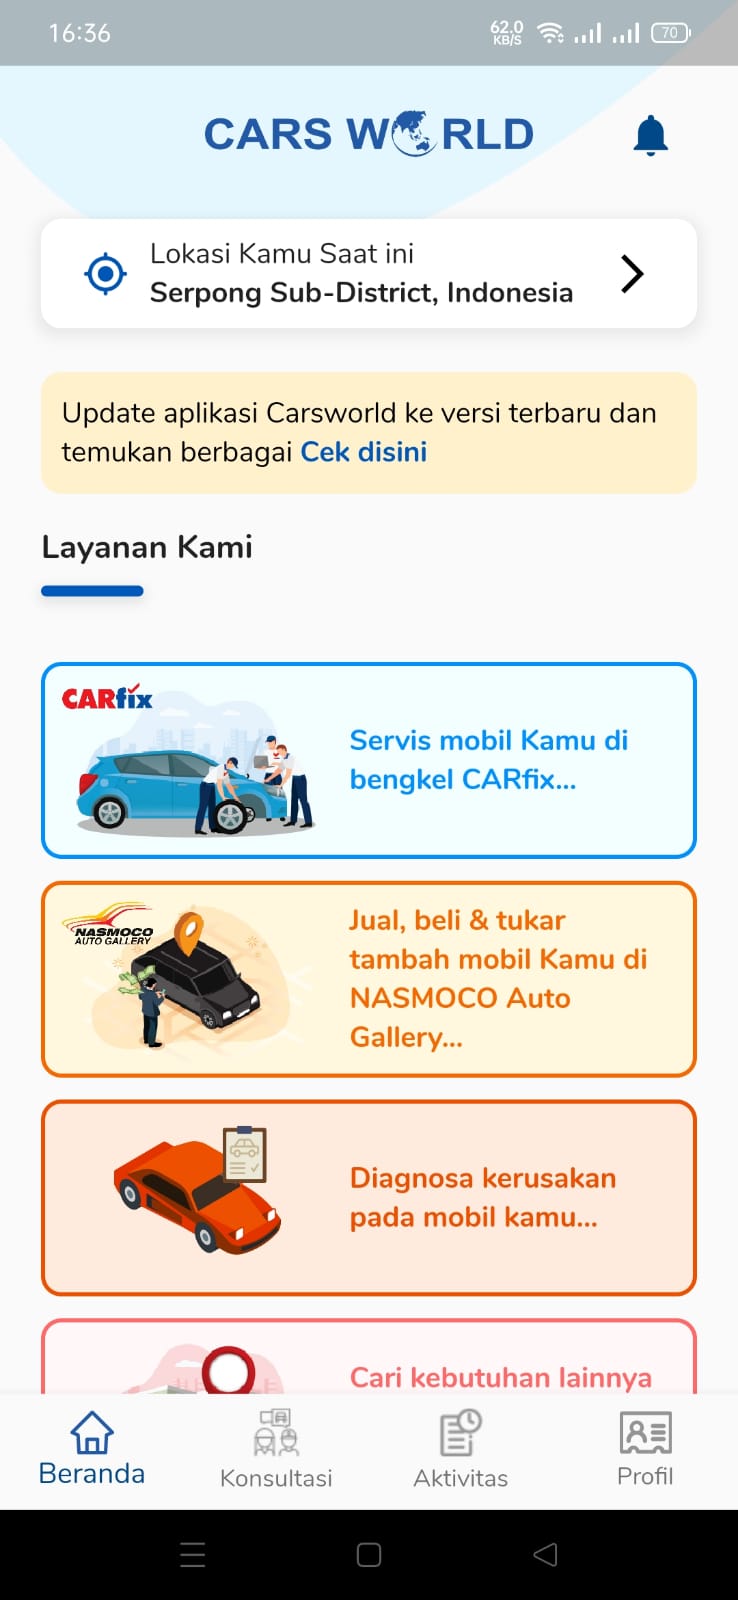 16:36
62.0
KB/S
70
CARS WORLD
Lokasi Kamu Saat ini
Serpong Sub-District, Indonesia
Update aplikasi Carsworld ke versi terbaru dan
temukan berbagai Cek disini
Layanan Kami
CARfix
Servis mobil Kamu di
bengkel CARfix...
NASMOCO
AUTO GALLERY
Jual, beli & tukar
tambah mobil Kamu di
NASMOCO Auto
Gallery...
Diagnosa kerusakan
pada mobil kamu...
Cari kebutuhan lainnya
Beranda
Konsultasi
Aktivitas
Profil